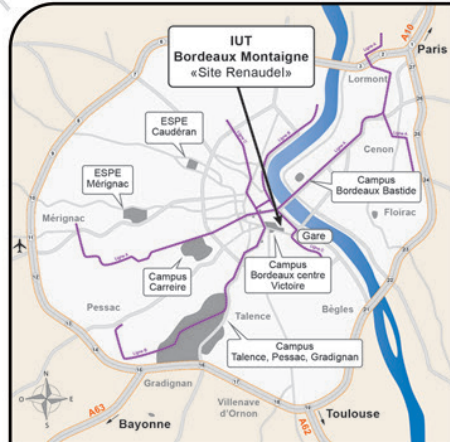 IUT
Bordeaux Montaigne
«Site Renaudel»
A10
Paris
Lormont
ESPE
Caudéran
Cenon
ESPE
Mérignac
Campus
Bordeaux Bastide
Floirac
Mérignac
Gare
Campus
Carreire
Campus
Bordeaux centre
Victoire
Pessac
Talence
Bègles
Campus
Talence, Pessac, Gradignan
Gradignan
N
O
E
S
A63
Bayonne
Villenave
d'Ornon
A62
Toulouse